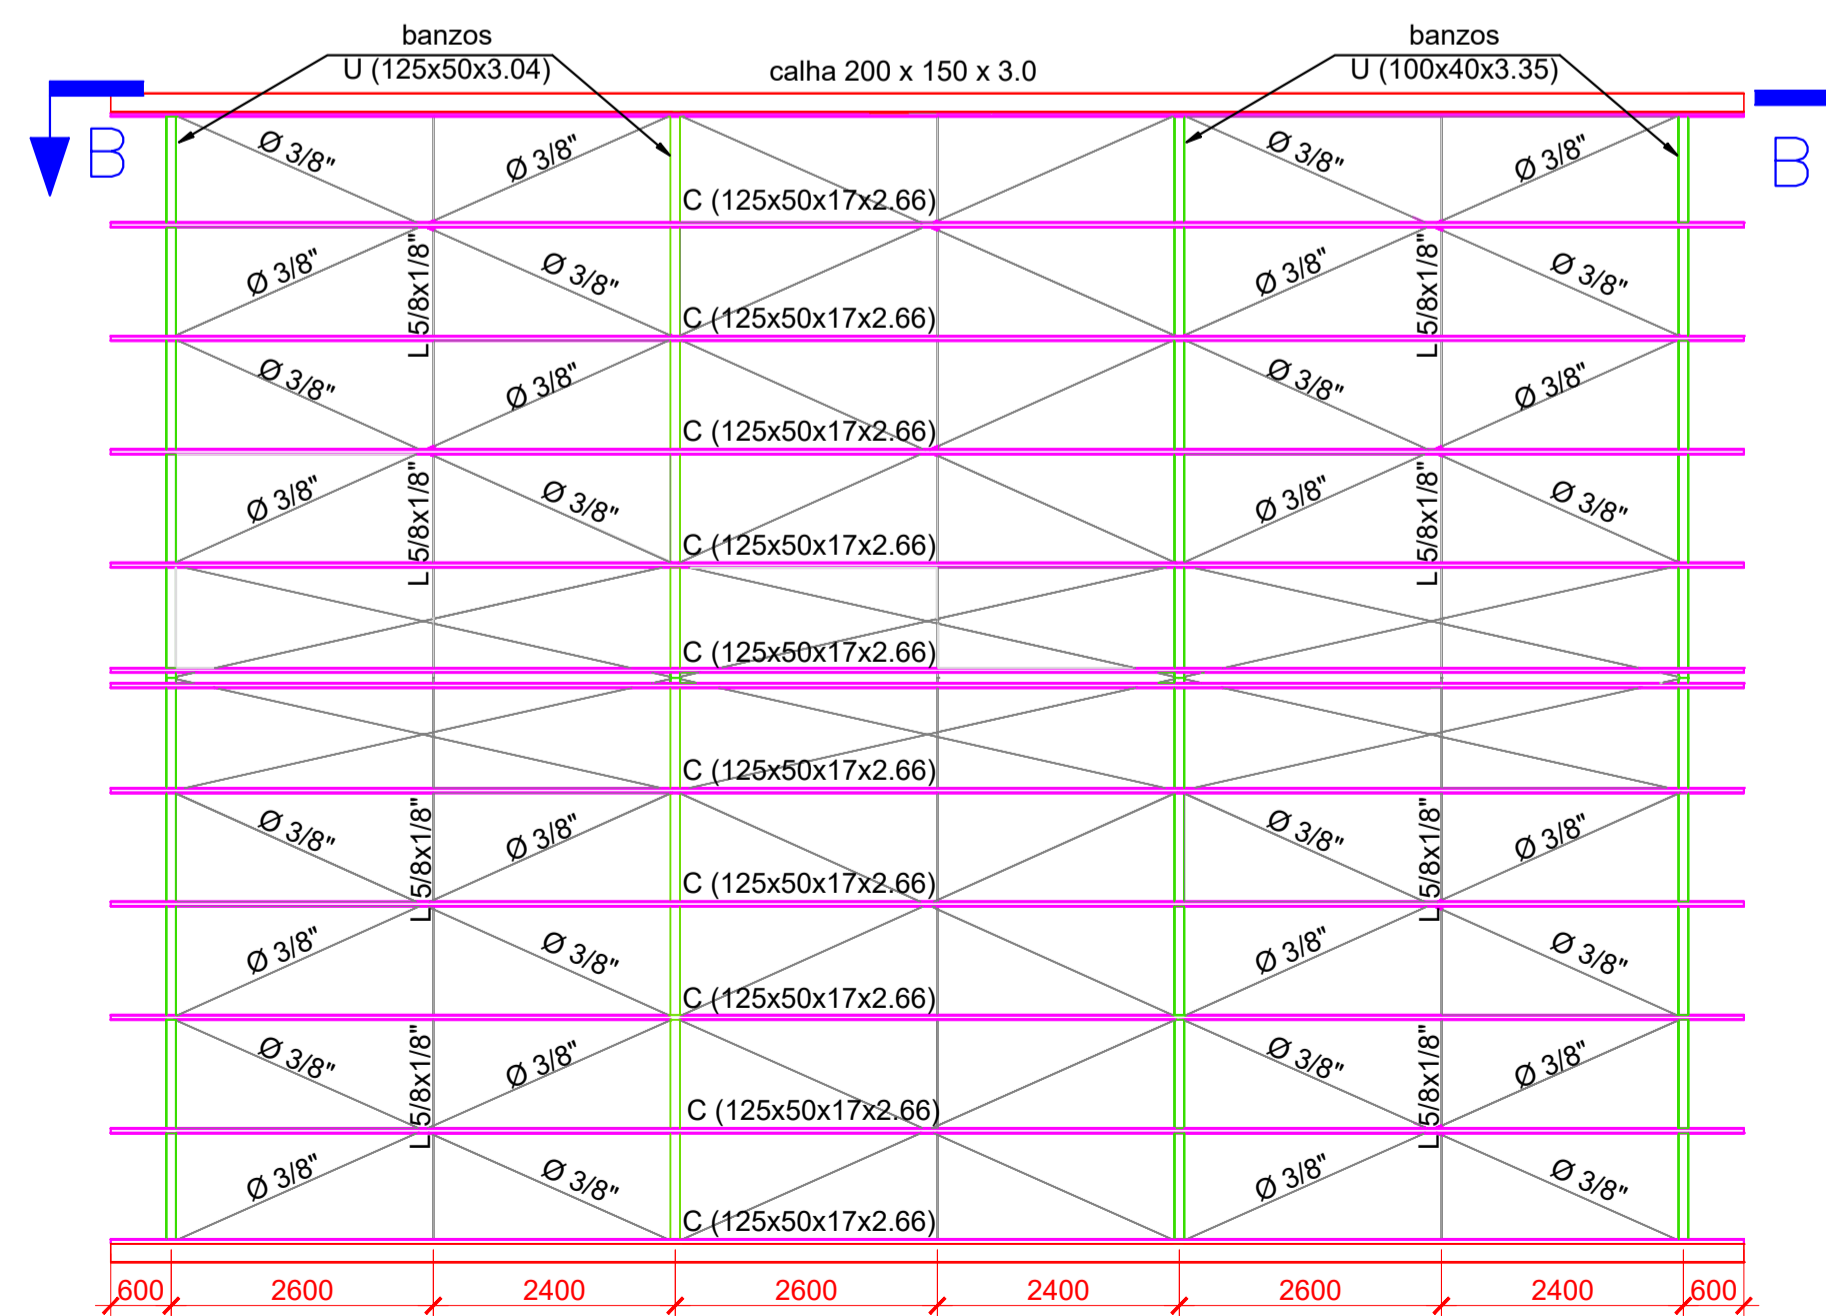 banzos
U (125x50x3.04)
calha 200 x 150 x 3.0
banzos
U (100x40x3.35)
B
B
Ø 3/8"
Ø 3/8"
Ø 3/8"
Ø 3/8"
C (125x50x17x2.66)
L 5/8x1/8"
L 5/8x1/8"
Ø 3/8"
Ø 3/8"
Ø 3/8"
Ø 3/8"
C (125x50x17x2.66)
Ø 3/8"
Ø 3/8"
Ø 3/8"
Ø 3/8"
C (125x50x17x2.66)
L 5/8x1/8"
L 5/8x1/8"
Ø 3/8"
Ø 3/8"
Ø 3/8"
Ø 3/8"
C (125x50x17x2.66)
C (125x50x17x2.66)
C (125x50x17x2.66)
Ø 3/8"
Ø 3/8"
Ø 3/8"
Ø 3/8"
L 5/8x1/8"
L 5/8x1/8"
C (125x50x17x2.66)
Ø 3/8"
Ø 3/8"
Ø 3/8"
Ø 3/8"
C (125x50x17x2.66)
Ø 3/8"
Ø 3/8"
Ø 3/8"
Ø 3/8"
L 5/8x1/8"
L 5/8x1/8"
C (125x50x17x2.66)
Ø 3/8"
Ø 3/8"
Ø 3/8"
Ø 3/8"
C (125x50x17x2.66)
600 2600 2400 2600 2400 2600 2400 600